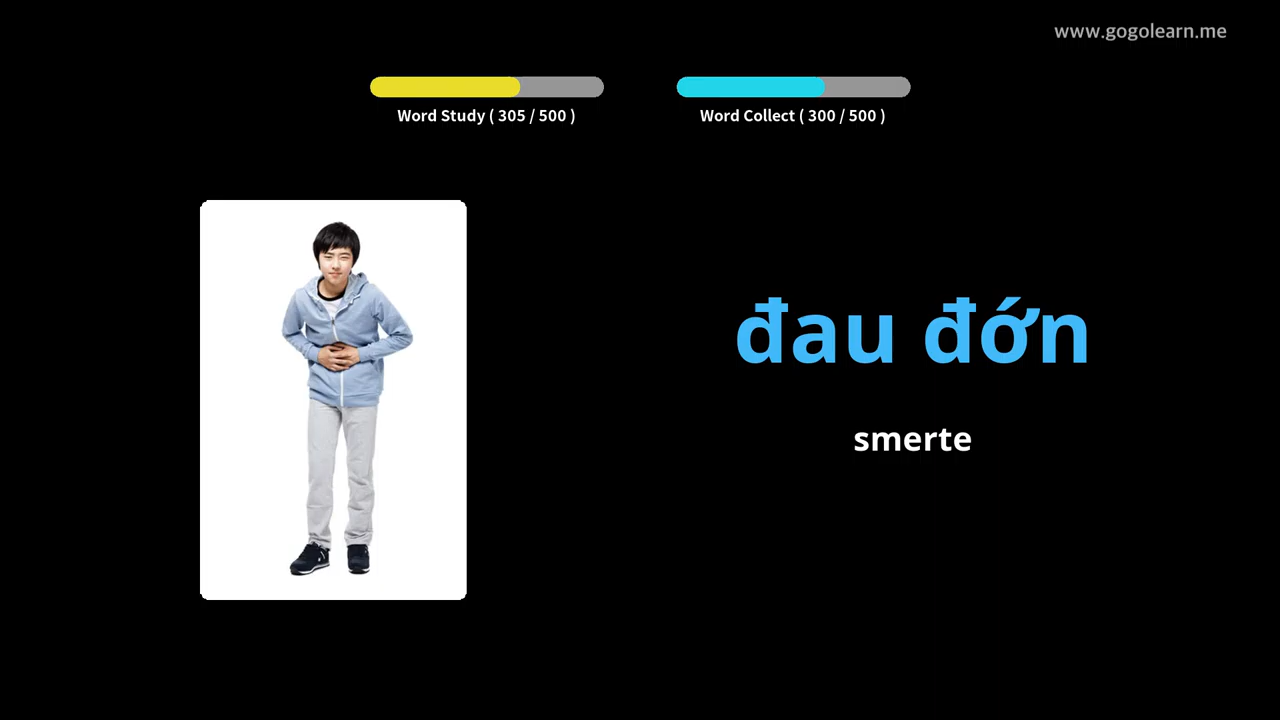 www.gogolearn.me
Word Study ( 305 / 500 )
Word Collect ( 300 / 500 )
đau đớn
smerte